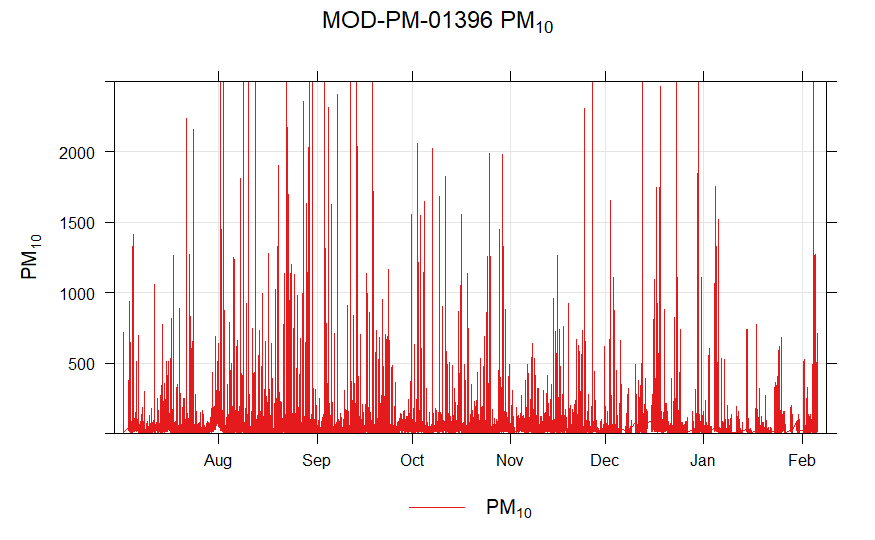 MOD-PM-01396 PM10
2000
1500
1000
500
PM10
Aug Sep Oct Nov Dec Jan Feb
PM10